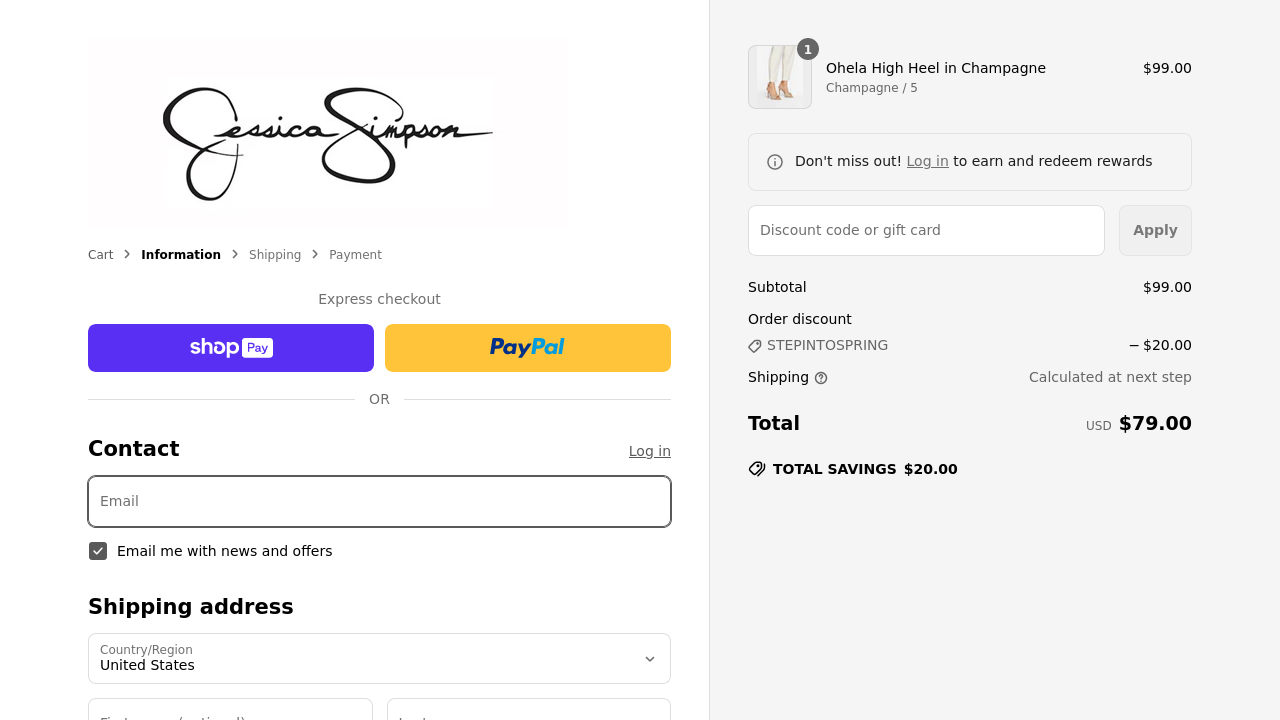 Jessica Simpson
Cart
Information
Shipping
Payment
Express checkout
shop Pay
PayPal
OR
Contact
Log in
Email
Email me with news and offers
Shipping address
Country/Region
United States
1
Ohela High Heel in Champagne
$99.00
Champagne / 5
Don't miss out! Log in to earn and redeem rewards
Discount code or gift card
Apply
Subtotal
$99.00
Order discount
STEPINTOSPRING
− $20.00
Shipping
Calculated at next step
Total
USD $79.00
TOTAL SAVINGS $20.00